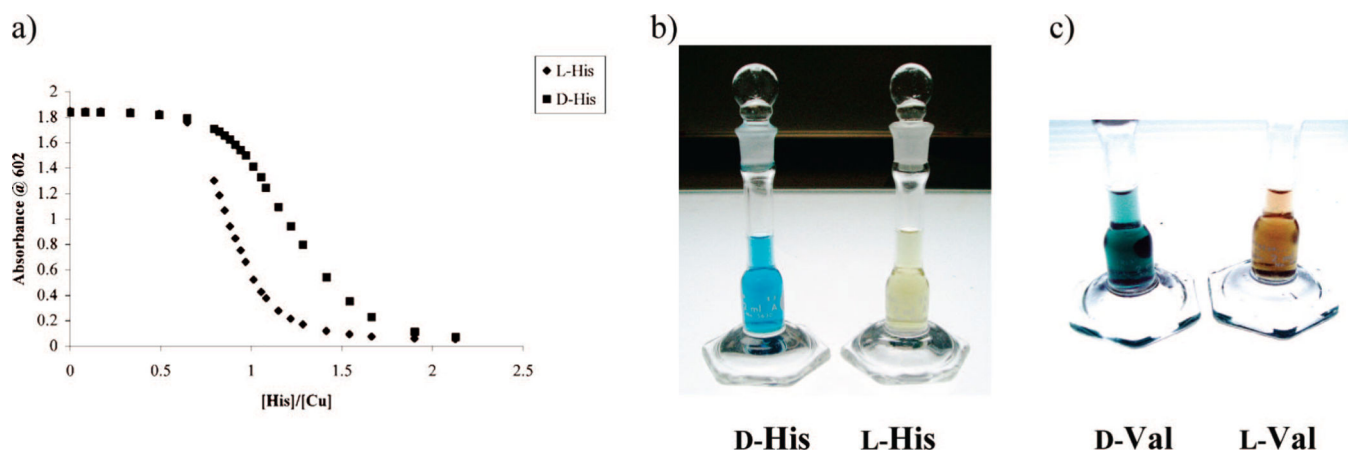 a)
L-His
D-His
2
1.8
1.6
1.4
1.2
1
0.8
0.6
0.4
0.2
0
Absorbance @ 602
0 0.5 1 1.5 2 2.5
[His]/[Cu]
b)
D-His L-His
c)
D-Val L-Val